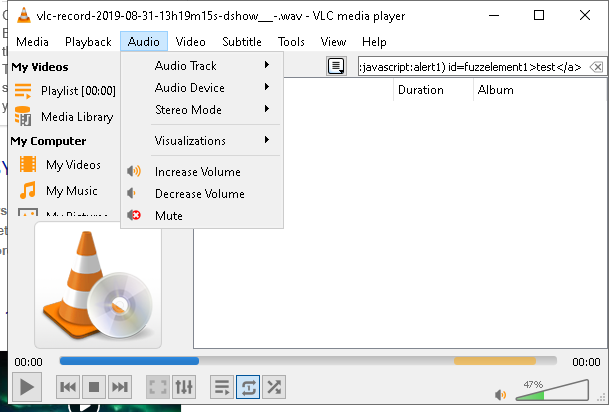 vlc-record-2019-08-31-13h19m15s-dshow___-.wav - VLC media player
Media Playback Audio Video Subtitle Tools View Help
My Videos
Playlist [00:00]
Media Library
My Computer
My Videos
My Music
My Pictures
Audio Track
Audio Device
Stereo Mode
Visualizations
Increase Volume
Decrease Volume
Mute
:javascript:alert1) id=fuzzelement1>test</a>
Duration Album
00:00 00:00
47%